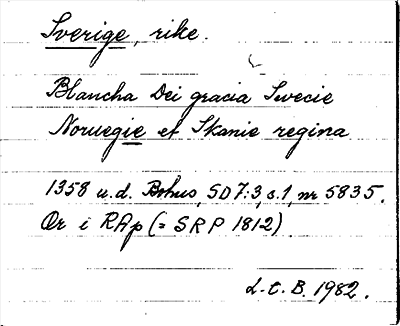 Sverige, rike.
Blancha Dei gracia Swecie
Norwegie et Skanie regina
1358 u.d. Bohus, SD 7:3, s.1, nr 5835.
Or i RAp (= SRP 1812)
L-t. B. 1982.